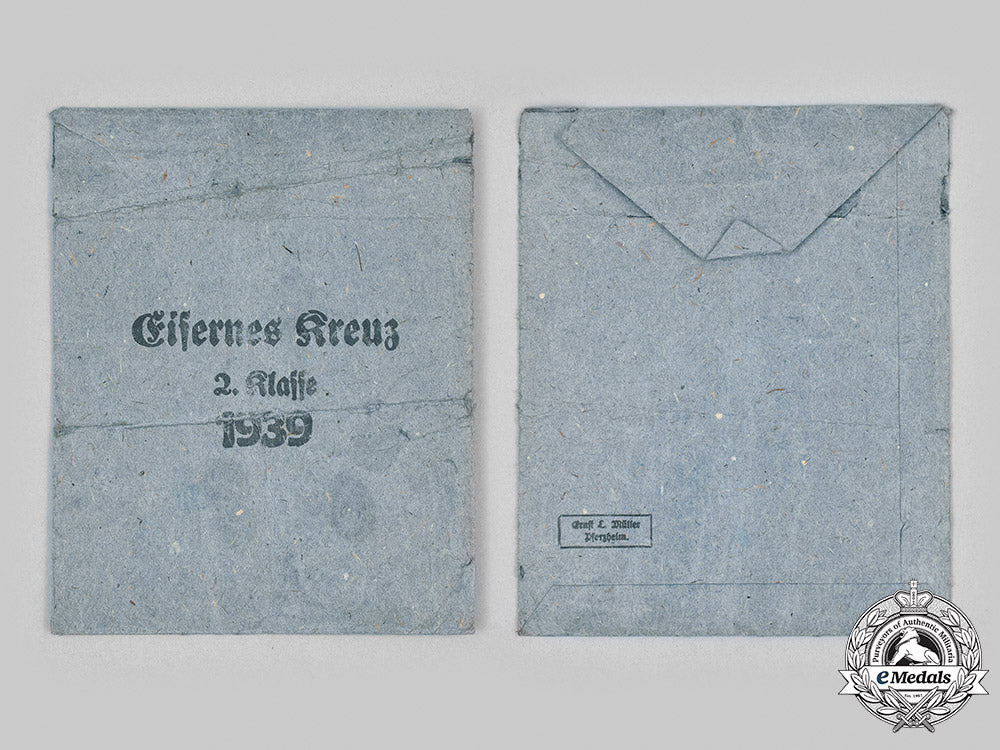 Eisernes Kreuz
2. Klasse
1939
Ernst L. Müller
Pforzheim.
Purveyors of Authentic Militaria
eMedals